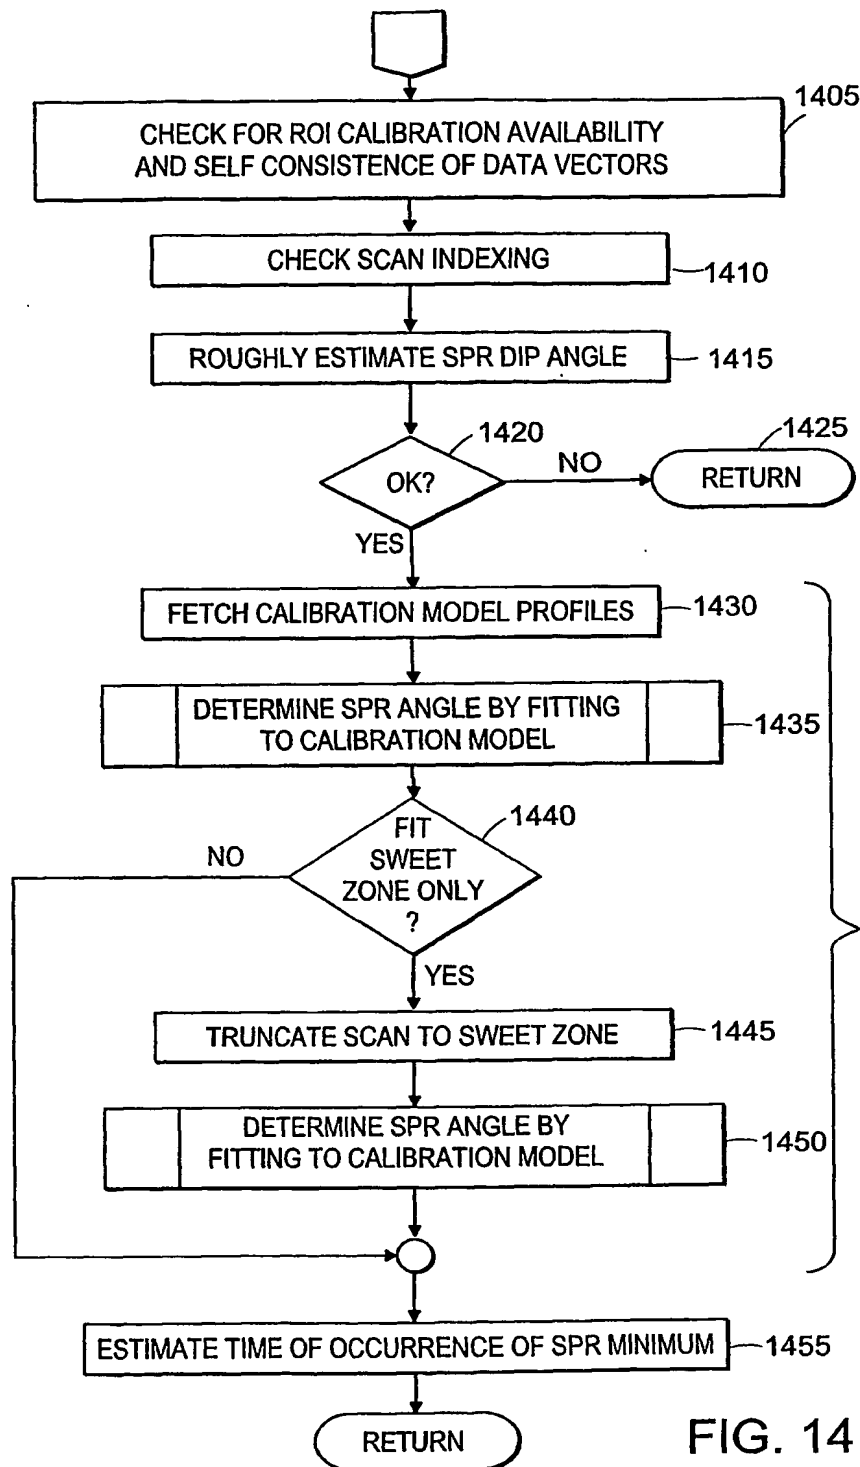 1405
CHECK FOR ROI CALIBRATION AVAILABILITY
AND SELF CONSISTENCE OF DATA VECTORS
CHECK SCAN INDEXING
1410
ROUGHLY ESTIMATE SPR DIP ANGLE
1415
1420
1425
OK?
NO
RETURN
YES
FETCH CALIBRATION MODEL PROFILES
1430
DETERMINE SPR ANGLE BY FITTING
TO CALIBRATION MODEL
1435
1440
FIT
SWEET
ZONE ONLY
?
NO
YES
TRUNCATE SCAN TO SWEET ZONE
1445
DETERMINE SPR ANGLE BY
FITTING TO CALIBRATION MODEL
1450
ESTIMATE TIME OF OCCURRENCE OF SPR MINIMUM
1455
RETURN
FIG. 14